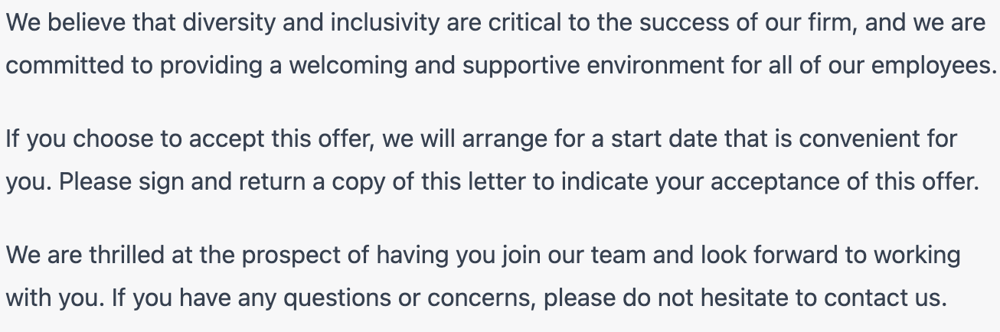 We believe that diversity and inclusivity are critical to the success of our firm, and we are
committed to providing a welcoming and supportive environment for all of our employees.
If you choose to accept this offer, we will arrange for a start date that is convenient for
you. Please sign and return a copy of this letter to indicate your acceptance of this offer.
We are thrilled at the prospect of having you join our team and look forward to working
with you. If you have any questions or concerns, please do not hesitate to contact us.